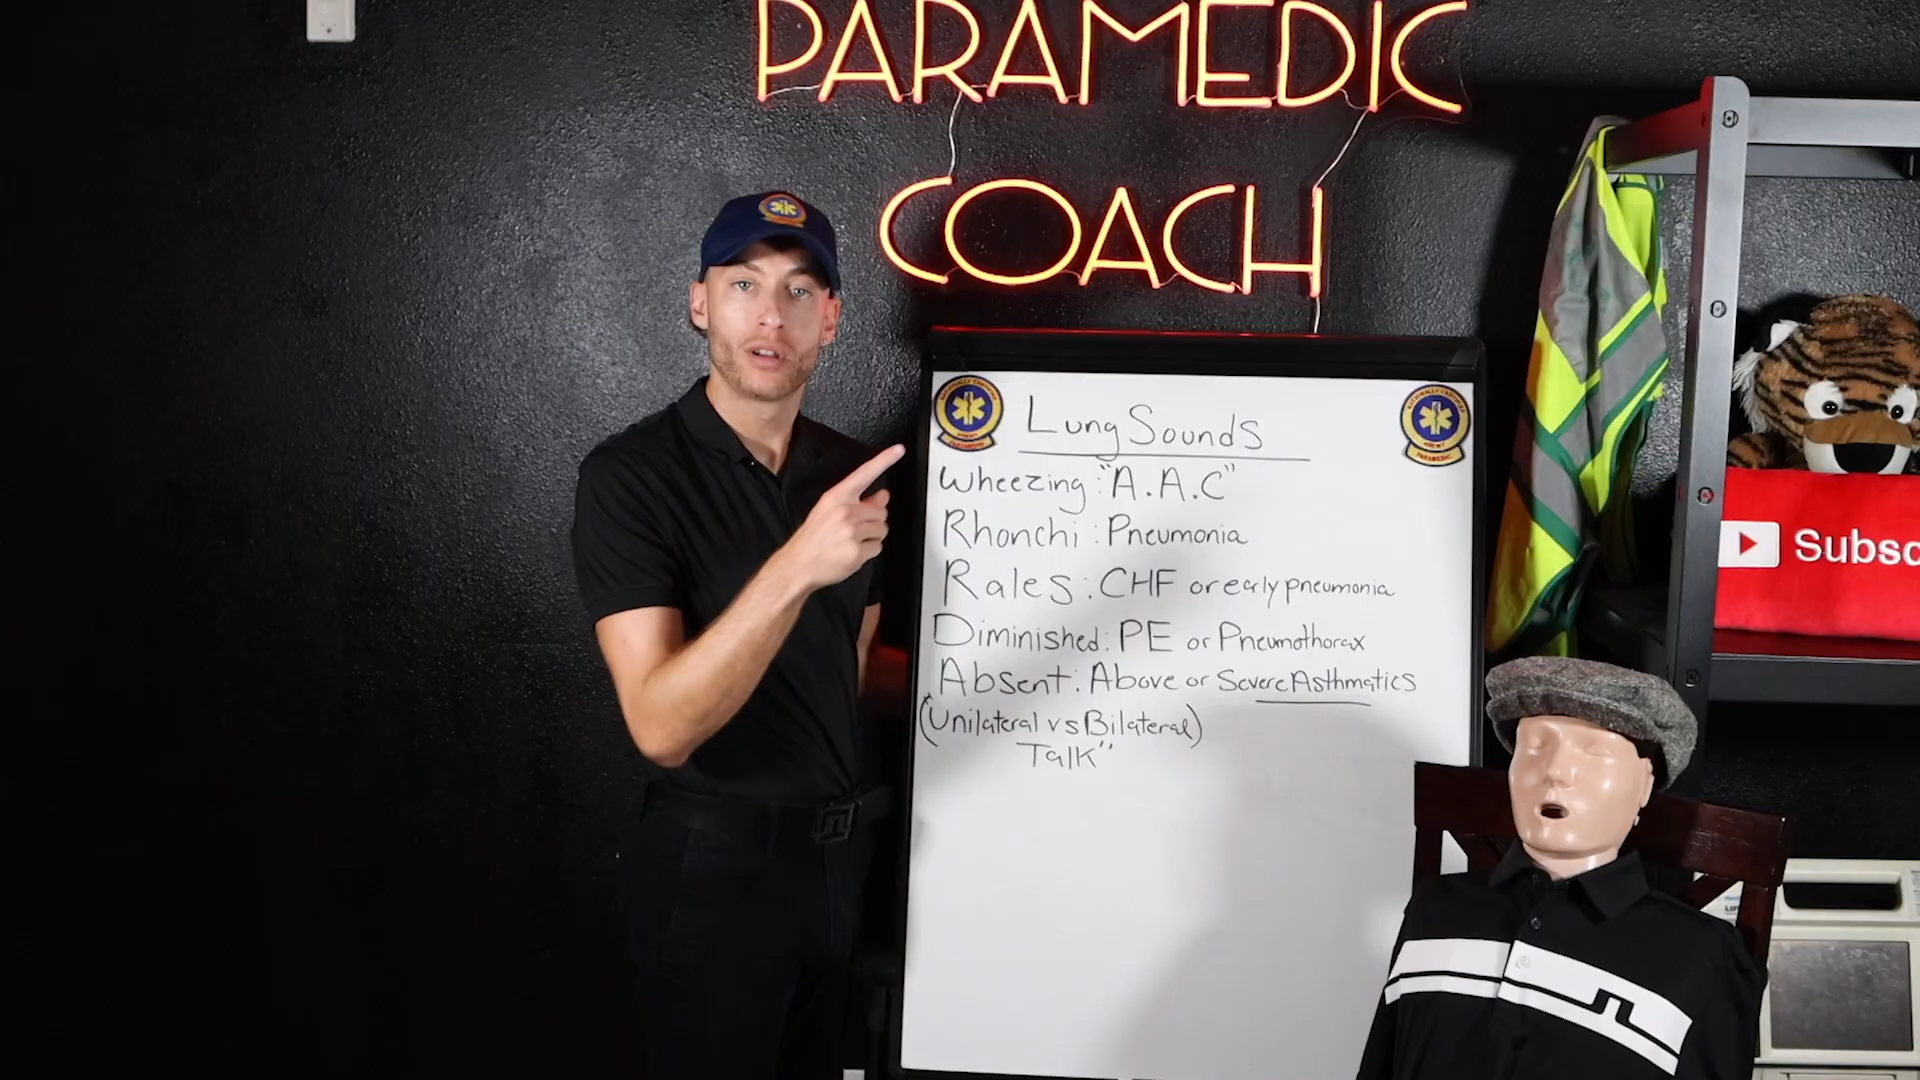 PARAMEDIC
COACH
Lung Sounds
Wheezing: "A.A.C"
Rhonchi: Pneumonia
Rales: CHF or early pneumonia
Diminished: PE or Pneumothorax
Absent: Above or Severe Asthmatics
("Unilateral vs Bilateral)
Talk"
Subsc